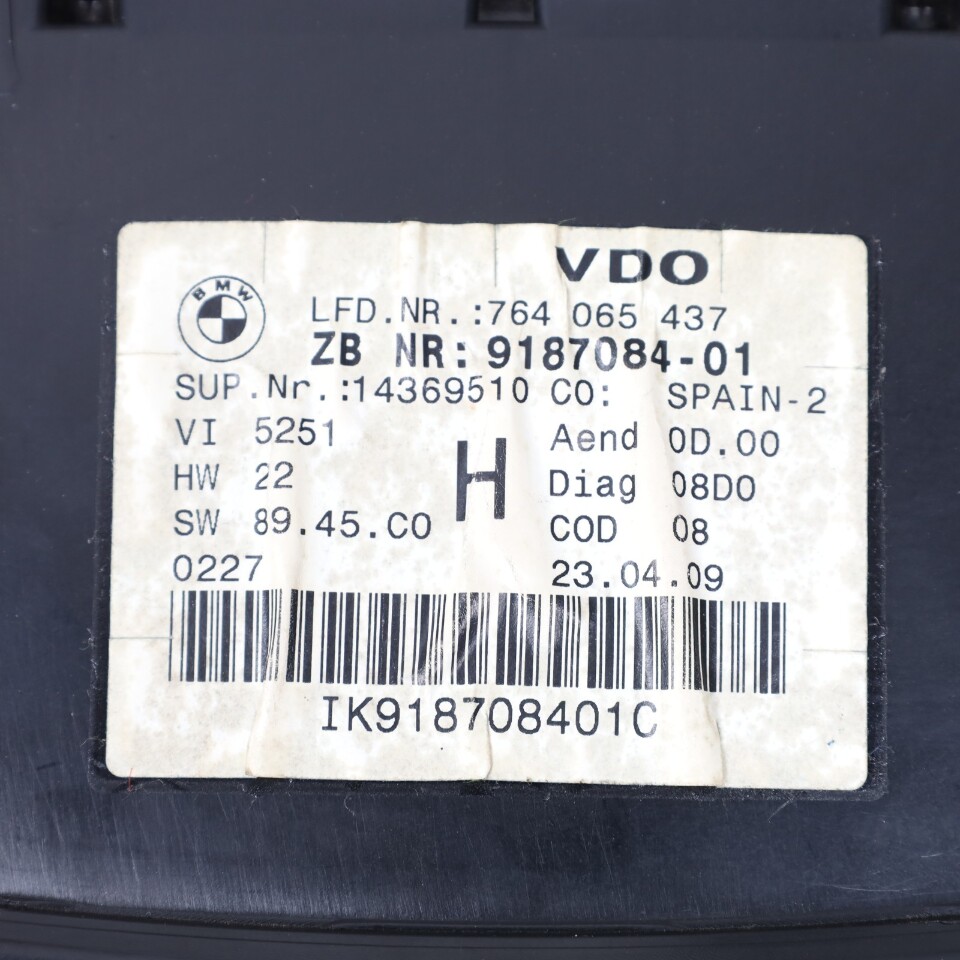 VDO
BMW
LFD.NR.:764 065 437
ZB NR:9187084-01
SUP.Nr.:14369510 CO: SPAIN-2
VI 5251 Aend 0D.00
HW 22 H Diag 08D0
SW 89.45.C0 COD 08
0227 23.04.09
IK918708401C